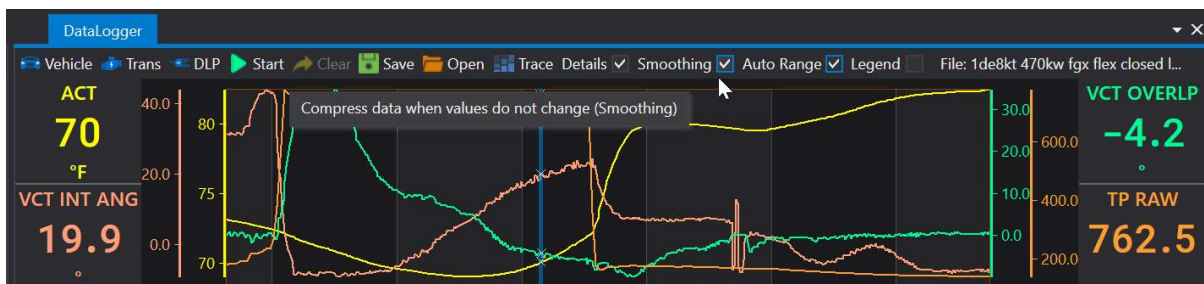 DataLogger
Vehicle Trans DLP Start Clear Save Open Trace Details Smoothing Auto Range Legend File: 1de8kt 470kw fgx flex closed l...
ACT
70
°F
VCT INT ANG
19.9
°
40.0
20.0
0.0
80
75
70
Compress data when values do not change (Smoothing)
30.0
20.0
10.0
0.0
600.0
400.0
200.0
VCT OVERLP
-4.2
°
TP RAW
762.5